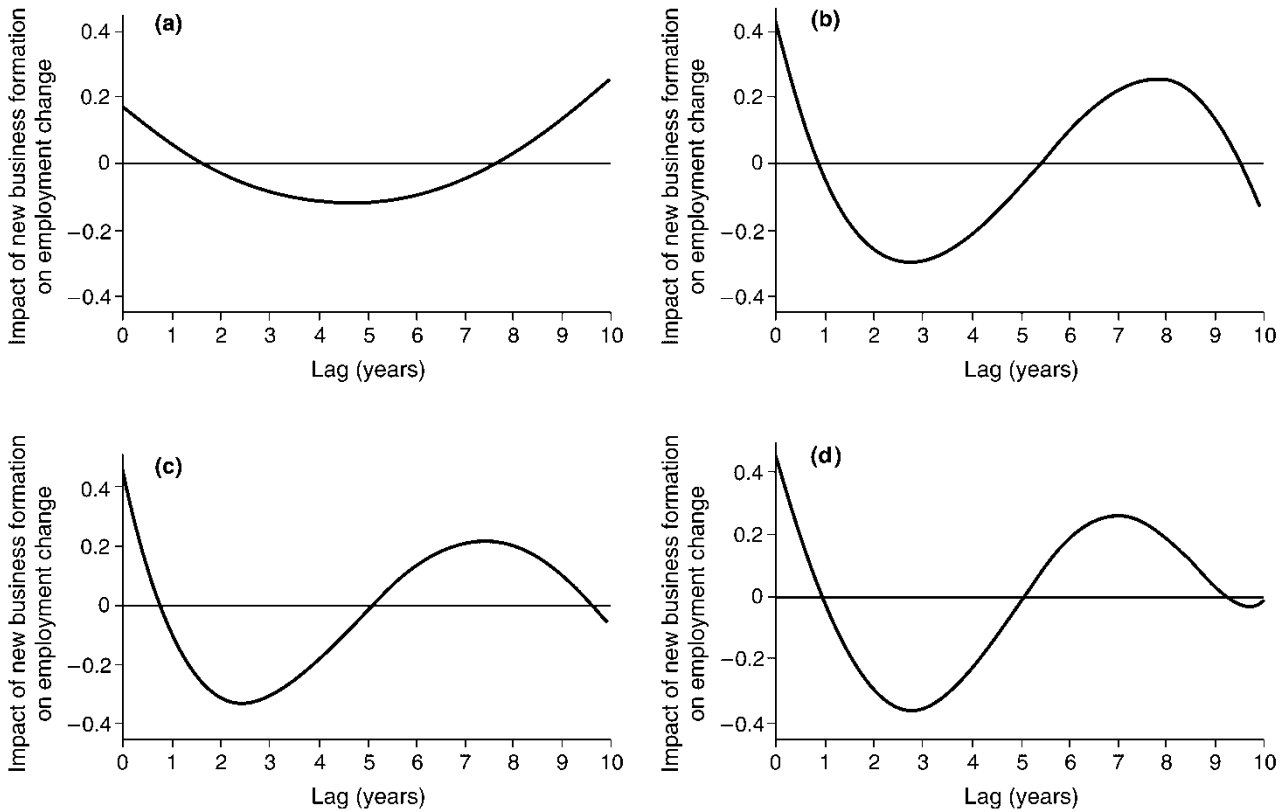 (a)
Impact of new business formation
on employment change
0.4
0.2
0
−0.2
−0.4
0 1 2 3 4 5 6 7 8 9 10
Lag (years)
(b)
Impact of new business formation
on employment change
0.4
0.2
0
−0.2
−0.4
0 1 2 3 4 5 6 7 8 9 10
Lag (years)
(c)
Impact of new business formation
on employment change
0.4
0.2
0
−0.2
−0.4
0 1 2 3 4 5 6 7 8 9 10
Lag (years)
(d)
Impact of new business formation
on employment change
0.4
0.2
0
−0.2
−0.4
0 1 2 3 4 5 6 7 8 9 10
Lag (years)